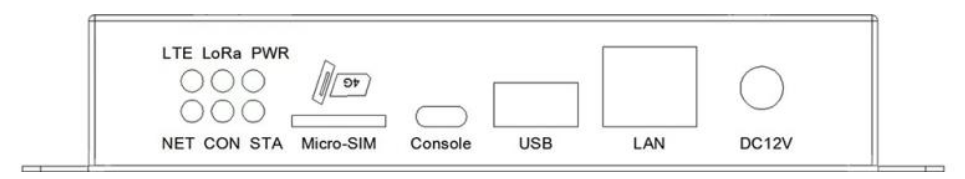 LTE LoRa PWR
4G
NET CON STA Micro-SIM Console USB LAN DC12V